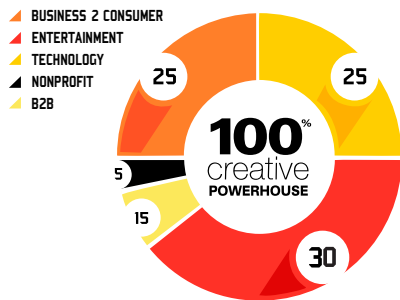 BUSINESS 2 CONSUMER
ENTERTAINMENT
TECHNOLOGY
NONPROFIT
B2B
25
25
100%
creative
POWERHOUSE
5
15
30